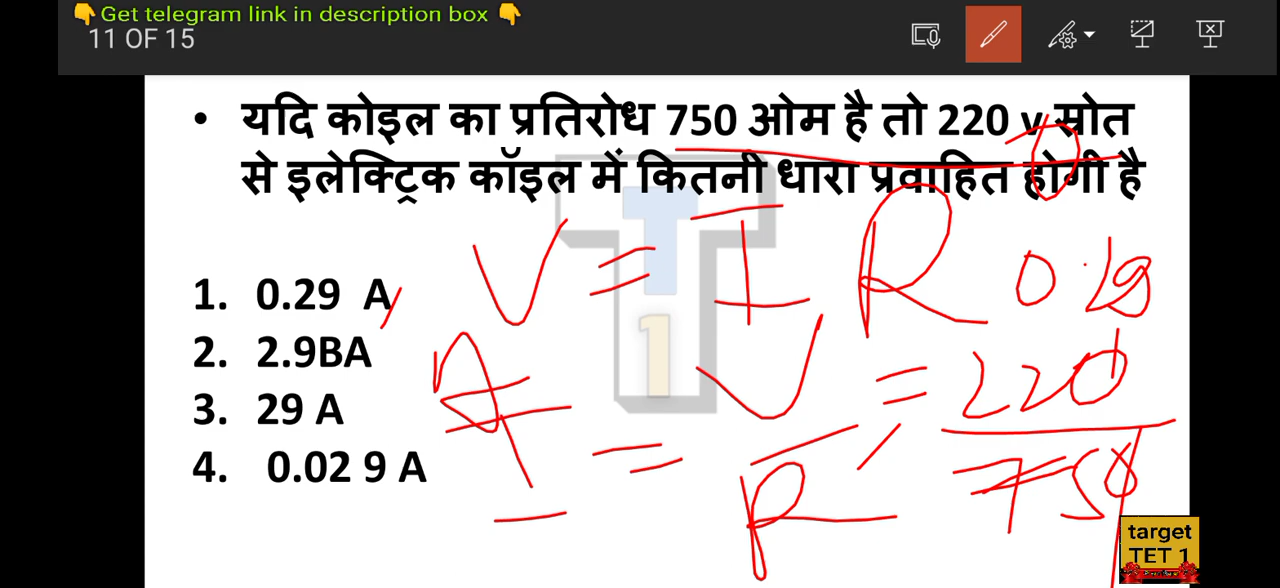 👇Get telegram link in description box 👇
11 OF 15
• यदि कोइल का प्रतिरोध 750 ओम है तो 220 v स्रोत
से इलेक्ट्रिक कॉइल में कितनी धारा प्रवाहित होगी है
1. 0.29 A
2. 2.9BA
3. 29 A
4. 0.02 9 A
V = I R
= V/R = 220/750
T
1
target
TET 1